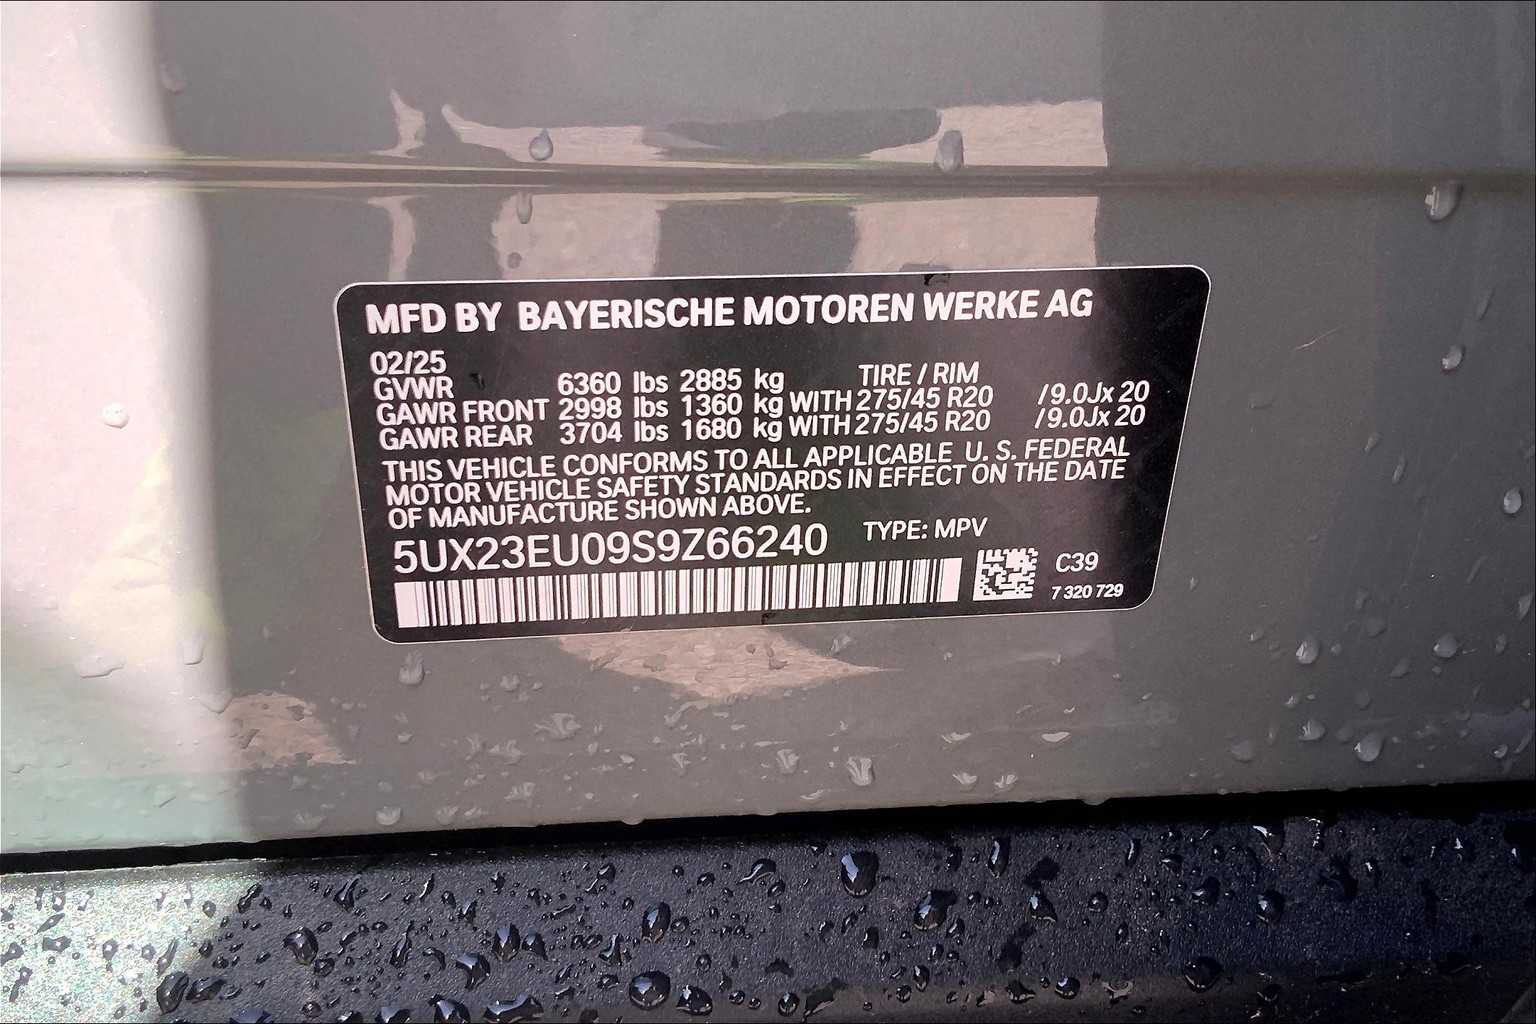 MFD BY BAYERISCHE MOTOREN WERKE AG
02/25
TIRE / RIM
GVWR 6360 lbs 2885 kg
GAWR FRONT 2998 lbs 1360 kg WITH 275/45 R20 /9.0Jx 20
GAWR REAR 3704 lbs 1680 kg WITH 275/45 R20 /9.0Jx 20
THIS VEHICLE CONFORMS TO ALL APPLICABLE U. S. FEDERAL
MOTOR VEHICLE SAFETY STANDARDS IN EFFECT ON THE DATE
OF MANUFACTURE SHOWN ABOVE.
5UX23EU09S9Z66240 TYPE: MPV
C39
7 320 729